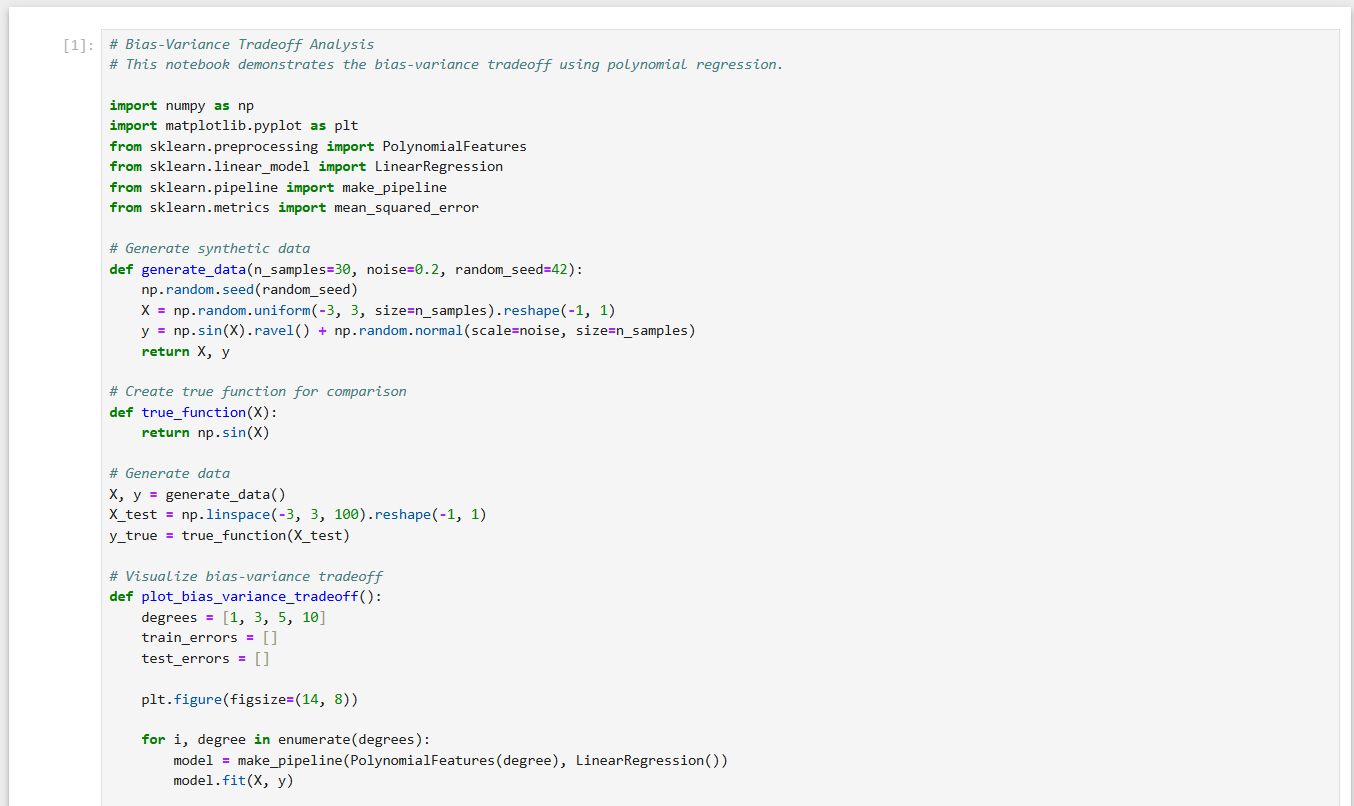 [1]:
# Bias-Variance Tradeoff Analysis
# This notebook demonstrates the bias-variance tradeoff using polynomial regression.
import numpy as np
import matplotlib.pyplot as plt
from sklearn.preprocessing import PolynomialFeatures
from sklearn.linear_model import LinearRegression
from sklearn.pipeline import make_pipeline
from sklearn.metrics import mean_squared_error
# Generate synthetic data
def generate_data(n_samples=30, noise=0.2, random_seed=42):
    np.random.seed(random_seed)
    X = np.random.uniform(-3, 3, size=n_samples).reshape(-1, 1)
    y = np.sin(X).ravel() + np.random.normal(scale=noise, size=n_samples)
    return X, y
# Create true function for comparison
def true_function(X):
    return np.sin(X)
# Generate data
X, y = generate_data()
X_test = np.linspace(-3, 3, 100).reshape(-1, 1)
y_true = true_function(X_test)
# Visualize bias-variance tradeoff
def plot_bias_variance_tradeoff():
    degrees = [1, 3, 5, 10]
    train_errors = []
    test_errors = []
    plt.figure(figsize=(14, 8))
    for i, degree in enumerate(degrees):
        model = make_pipeline(PolynomialFeatures(degree), LinearRegression())
        model.fit(X, y)